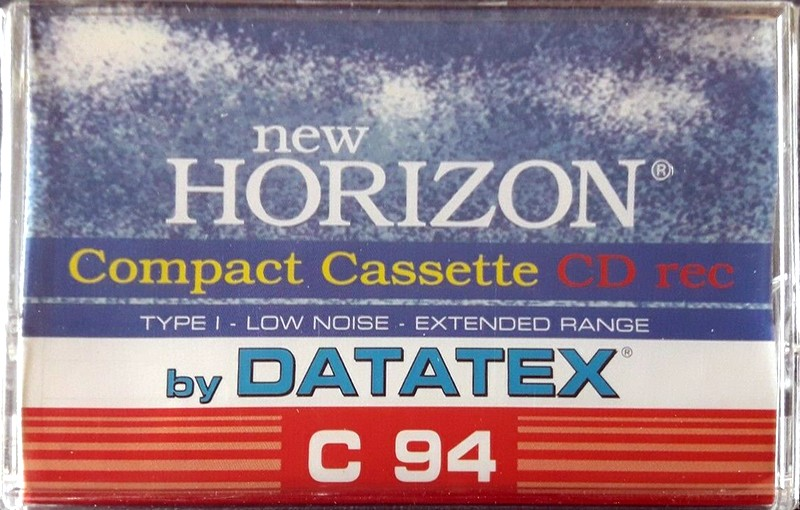 new
HORIZON®
Compact Cassette CD rec
TYPE I - LOW NOISE - EXTENDED RANGE
by DATATEX®
C 94